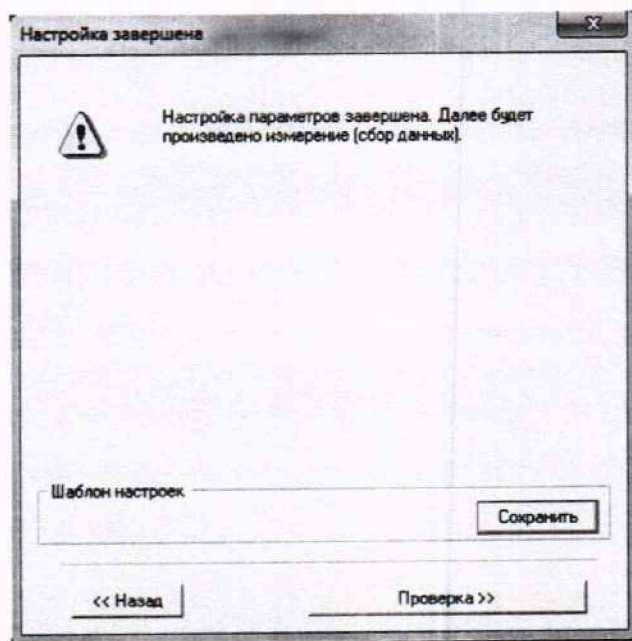 Настройка завершена
Настройка параметров завершена. Далее будет
произведено измерение (сбор данных).
Шаблон настроек
Сохранить
<< Назад
Проверка >>